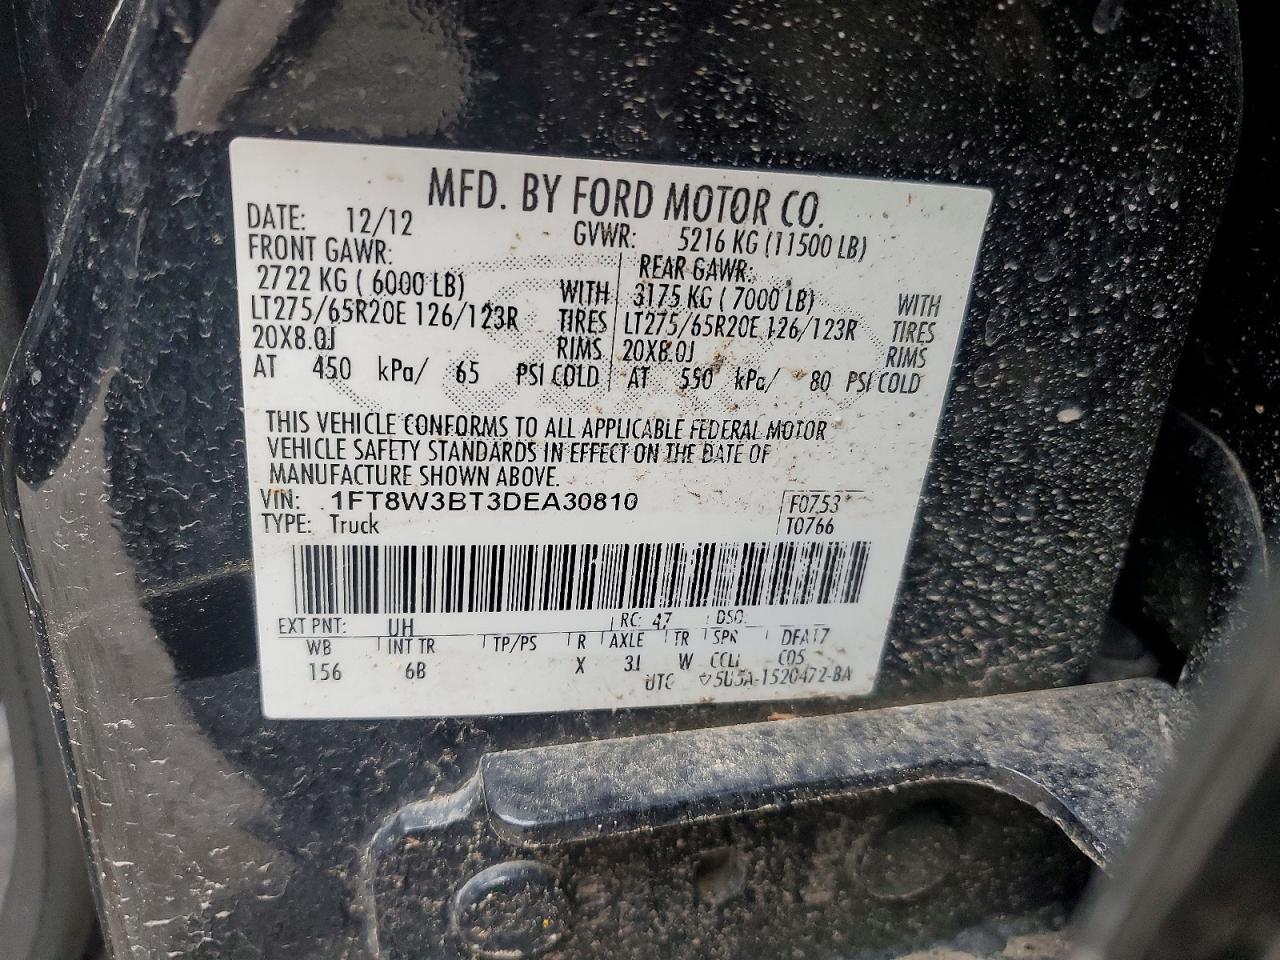 MFD. BY FORD MOTOR CO.
DATE: 12/12 GVWR: 5216 KG (11500 LB)
FRONT GAWR: REAR GAWR:
2722 KG ( 6000 LB) WITH 3175 KG ( 7000 LB) WITH
LT275/65R20E 126/123R TIRES LT275/65R20E 126/123R TIRES
20X8.0J RIMS 20X8.0J RIMS
AT 450 kPa/ 65 PSI COLD AT 550 kPa/ 80 PSI COLD
THIS VEHICLE CONFORMS TO ALL APPLICABLE FEDERAL MOTOR
VEHICLE SAFETY STANDARDS IN EFFECT ON THE DATE OF
MANUFACTURE SHOWN ABOVE.
VIN: 1FT8W3BT3DEA30810 F0753
TYPE: Truck T0766
EXT PNT: UH RC: 47 DSO:
WB INT TR TP/PS R AXLE TR SPR DFA17
156 6B X 31 W C05
UTC